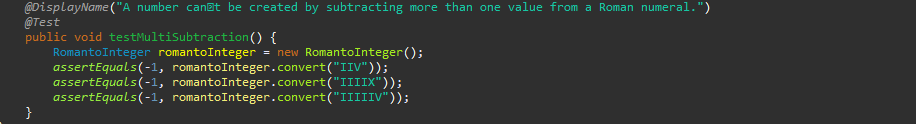 @DisplayName("A number can�t be created by subtracting more than one value from a Roman numeral.")
@Test
public void testMultiSubtraction() {
RomantoInteger romantoInteger = new RomantoInteger();
assertEquals(-1, romantoInteger.convert("IIV"));
assertEquals(-1, romantoInteger.convert("IIIIX"));
assertEquals(-1, romantoInteger.convert("IIIIIV"));
}